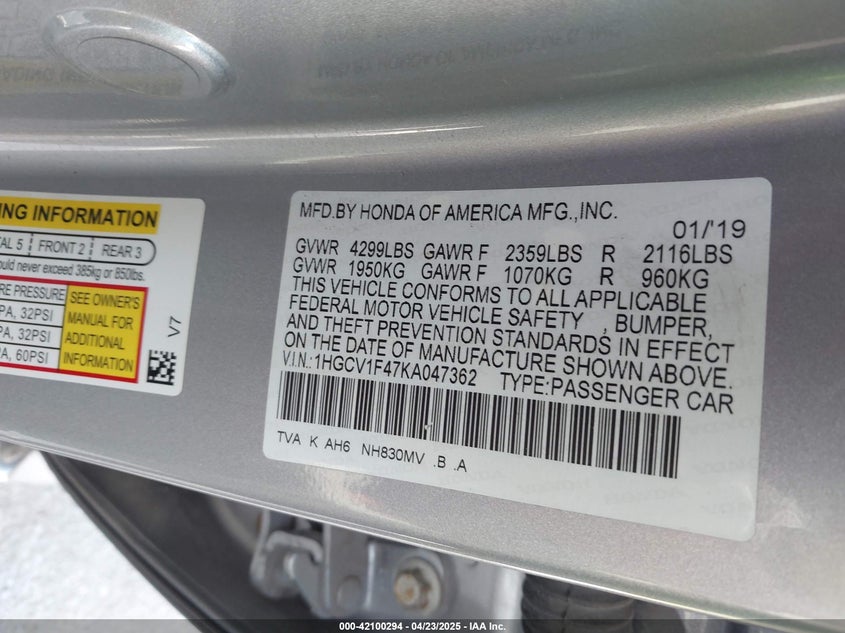 NG INFORMATION
AL 5 | FRONT 2 | REAR 3
ould never exceed 385kg or 850lbs.
RE PRESSURE
PA, 32PSI
PA, 32PSI
A, 60PSI
SEE OWNER'S
MANUAL FOR
ADDITIONAL
INFORMATION
V7
MFD.BY HONDA OF AMERICA MFG.,INC.
01/'19
GVWR 4299LBS GAWR F 2359LBS R 2116LBS
GVWR 1950KG GAWR F 1070KG R 960KG
THIS VEHICLE CONFORMS TO ALL APPLICABLE
FEDERAL MOTOR VEHICLE SAFETY , BUMPER,
AND THEFT PREVENTION STANDARDS IN EFFECT
ON THE DATE OF MANUFACTURE SHOWN ABOVE.
V.I.N.: 1HGCV1F47KA047362 TYPE:PASSENGER CAR
TVA K AH6 NH830MV .B .A
000-42100294 - 04/23/2025 - IAA Inc.